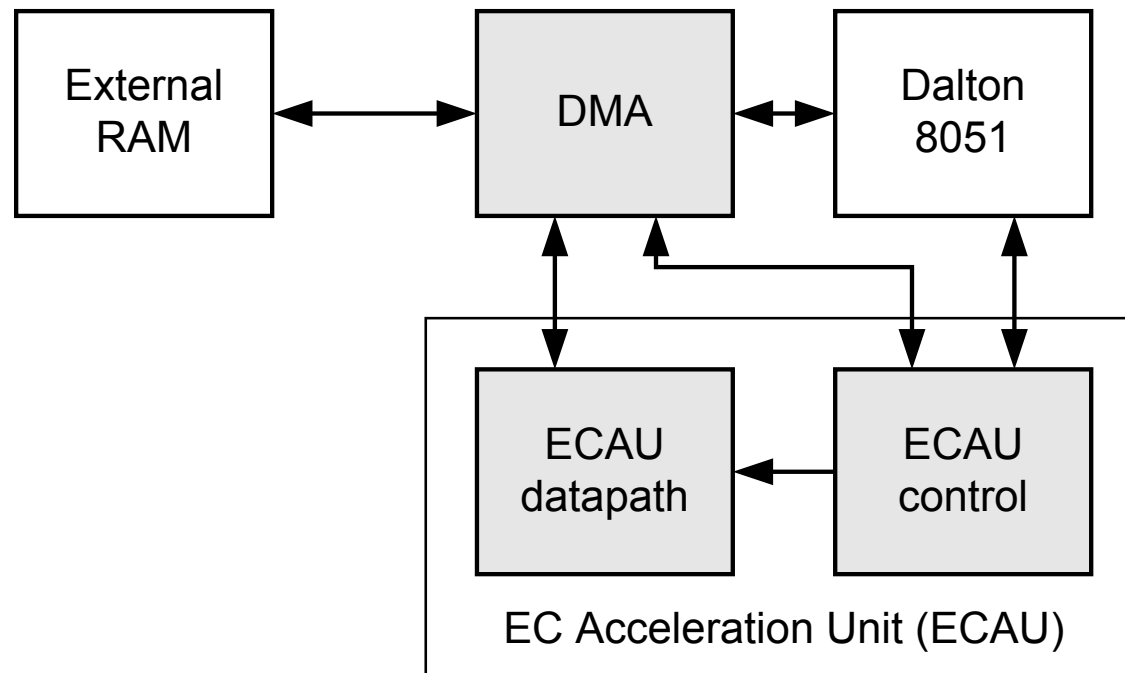 External
RAM
DMA
Dalton
8051
ECAU
datapath
ECAU
control
EC Acceleration Unit (ECAU)